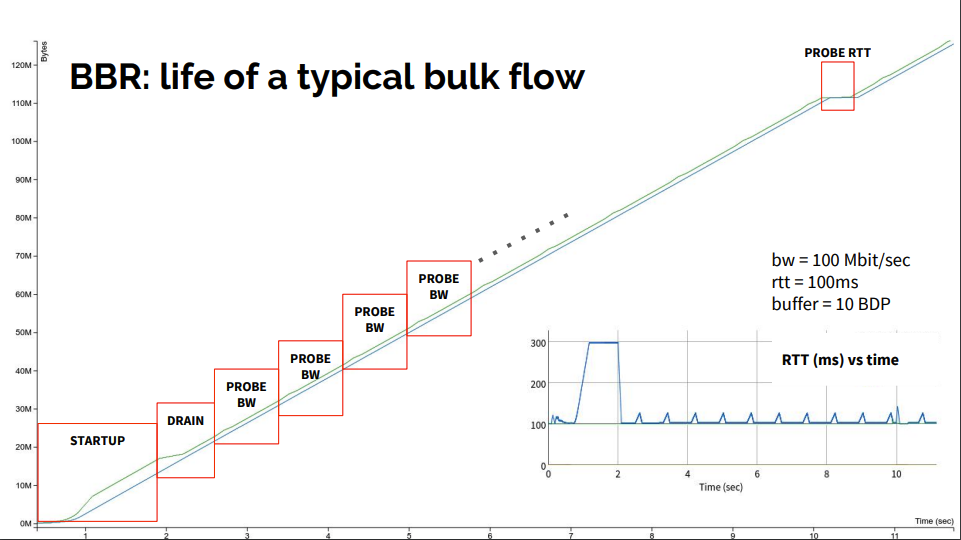 Bytes
BBR: life of a typical bulk flow
PROBE RTT
120M
110M
100M
90M
80M
70M
60M
50M
40M
30M
20M
10M
0M
STARTUP
DRAIN
PROBE
BW
PROBE
BW
PROBE
BW
PROBE
BW
bw = 100 Mbit/sec
rtt = 100ms
buffer = 10 BDP
RTT (ms) vs time
300
200
100
0
0 2 4 6 8 10
Time (sec)
Time (sec)
1 2 3 4 5 6 7 8 9 10 11